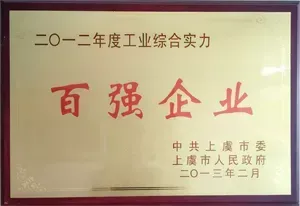 二〇一二年度工业综合实力
百强企业
中共上虞市委
上虞市人民政府
二〇一三年二月